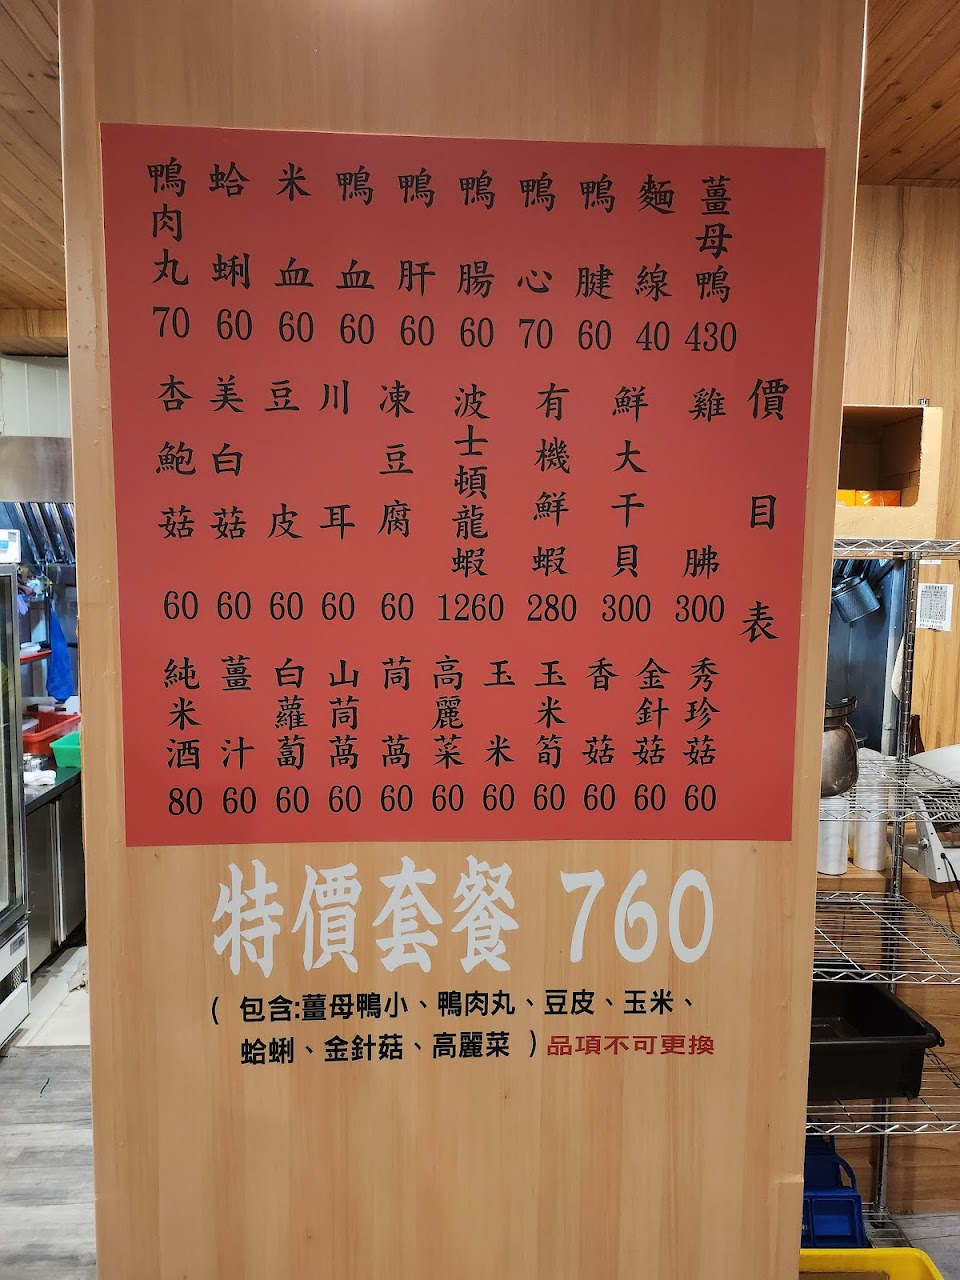 價目表
薑母鴨 430
麵線 40
鴨腱 60
鴨心 70
鴨腸 60
鴨肝 60
鴨血 60
米血 60
蛤蜊 60
鴨肉丸 70
雞胇 300
鮮大干貝 300
有機鮮蝦 280
波士頓龍蝦 1260
凍豆腐 60
川耳 60
豆皮 60
美白菇 60
杏鮑菇 60
秀珍菇 60
金針菇 60
香菇 60
玉米筍 60
玉米 60
高麗菜 60
茼萵 60
山茼萵 60
白蘿蔔 60
薑汁 60
純米酒 80
特價套餐 760
( 包含:薑母鴨小、鴨肉丸、豆皮、玉米、
蛤蜊、金針菇、高麗菜 ) 品項不可更換